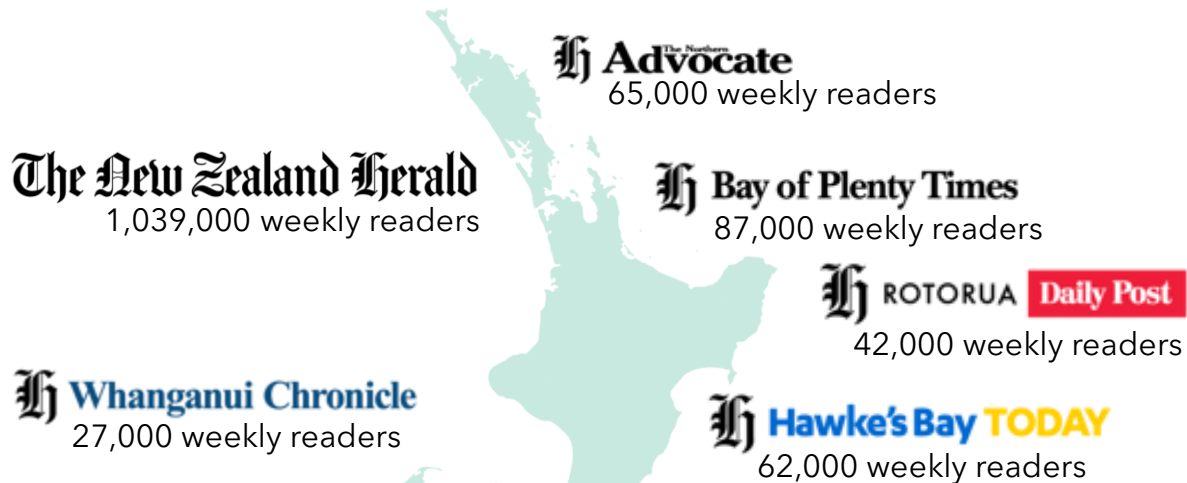 The Northern
Advocate
65,000 weekly readers
The New Zealand Herald
1,039,000 weekly readers
H Bay of Plenty Times
87,000 weekly readers
H ROTORUA Daily Post
42,000 weekly readers
H Whanganui Chronicle
27,000 weekly readers
H Hawke's Bay TODAY
62,000 weekly readers